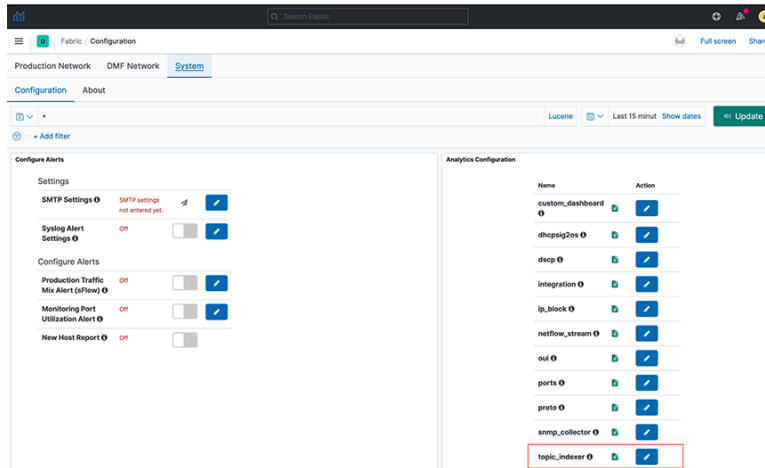 Search Elastic
D
Fabric
Configuration
Full screen
Shar
Production Network
DMF Network
System
Configuration
About
*
Lucene
Last 15 minut
Show dates
Update
+ Add filter
Configure Alerts
Settings
SMTP Settings
SMTP settings
not entered yet.
Syslog Alert
Settings
Off
Configure Alerts
Production Traffic
Mix Alert (sFlow)
Off
Monitoring Port
Utilization Alert
Off
New Host Report
Off
Analytics Configuration
Name
Action
custom_dashboard
dhcpsig2os
dscp
integration
ip_block
netflow_stream
oui
ports
proto
snmp_collector
topic_indexer